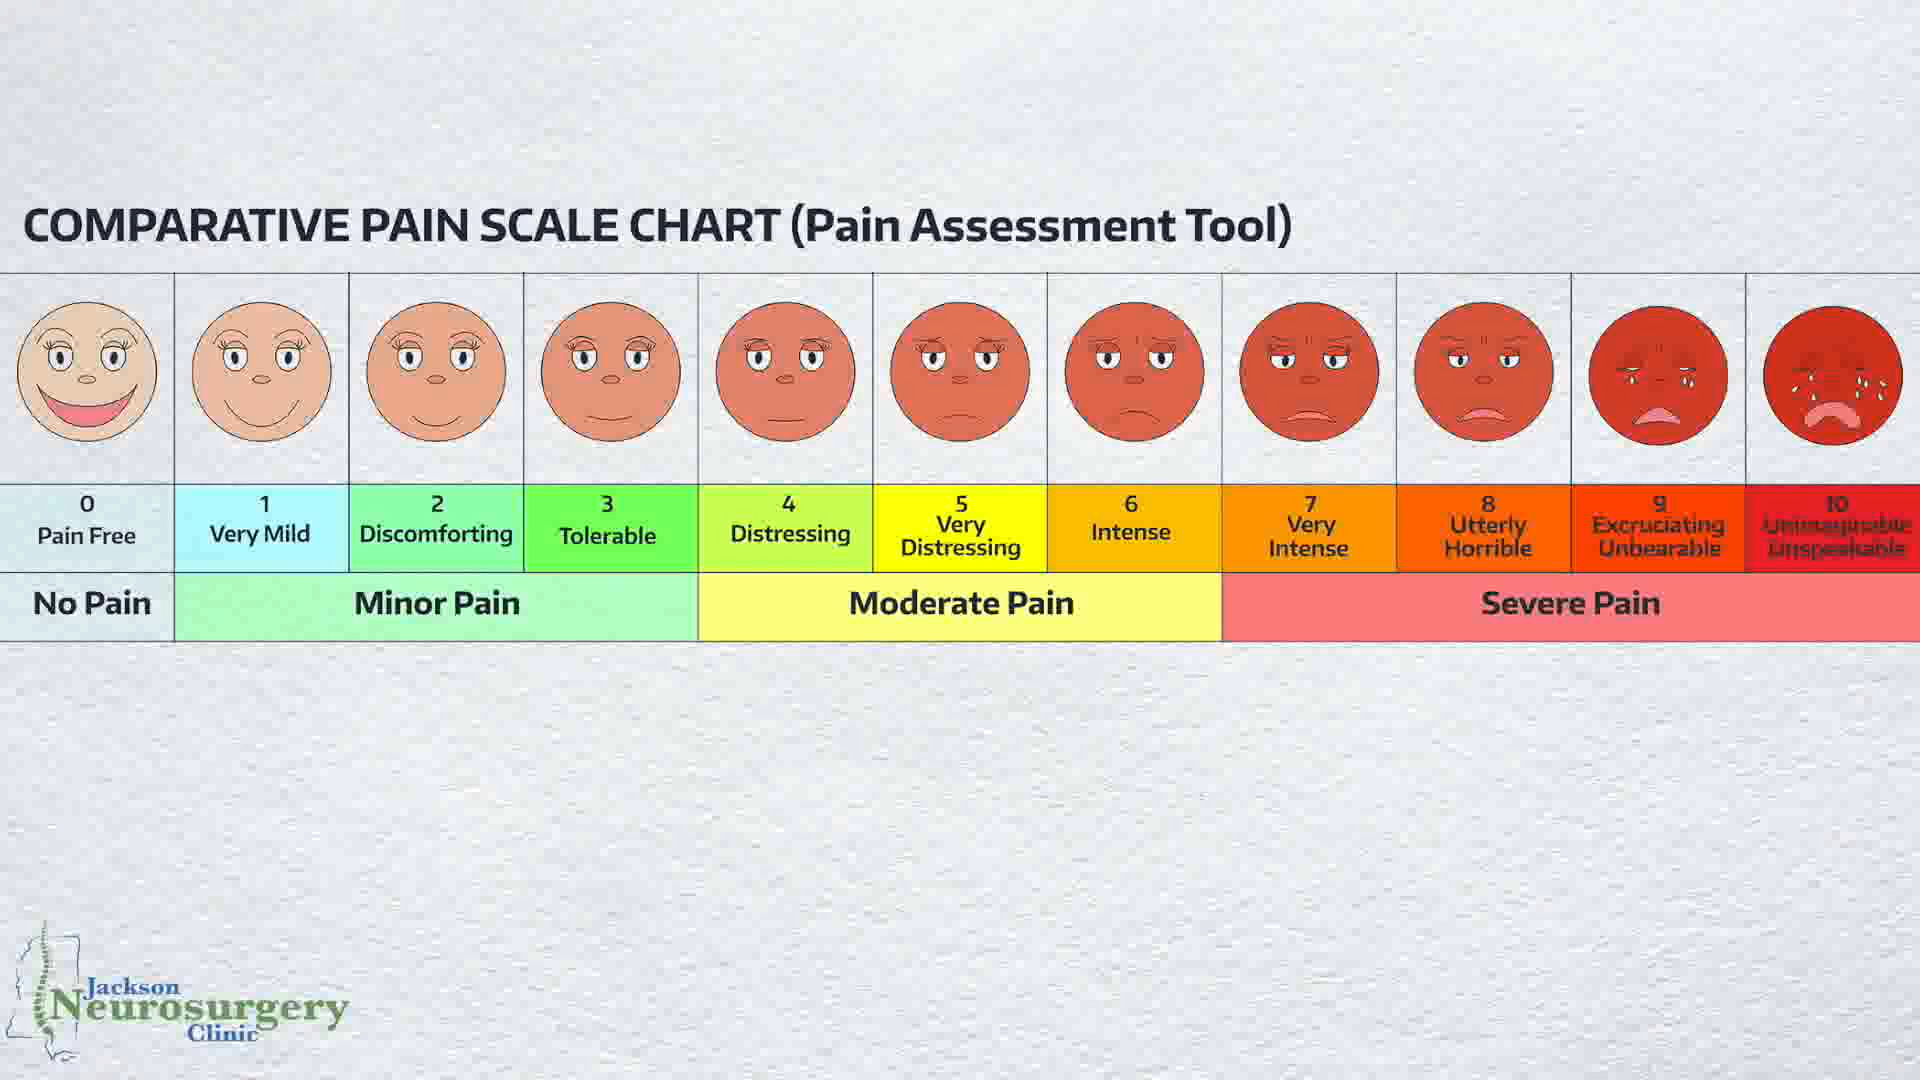 COMPARATIVE PAIN SCALE CHART (Pain Assessment Tool)
0
Pain Free
1
Very Mild
2
Discomforting
3
Tolerable
4
Distressing
5
Very
Distressing
6
Intense
7
Very
Intense
8
Utterly
Horrible
9
Excruciating
Unbearable
10
Unimaginable
Unspeakable
No Pain
Minor Pain
Moderate Pain
Severe Pain
Jackson
Neurosurgery
Clinic